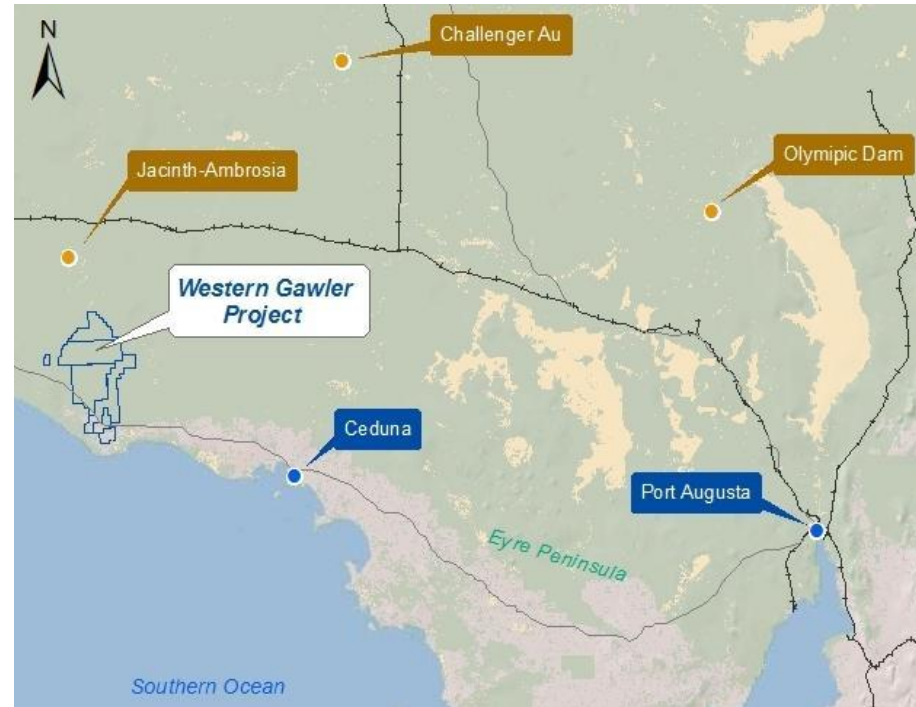 N
Challenger Au
Olymipic Dam
Jacinth-Ambrosia
Western Gawler
Project
Ceduna
Port Augusta
Eyre Peninsula
Southern Ocean